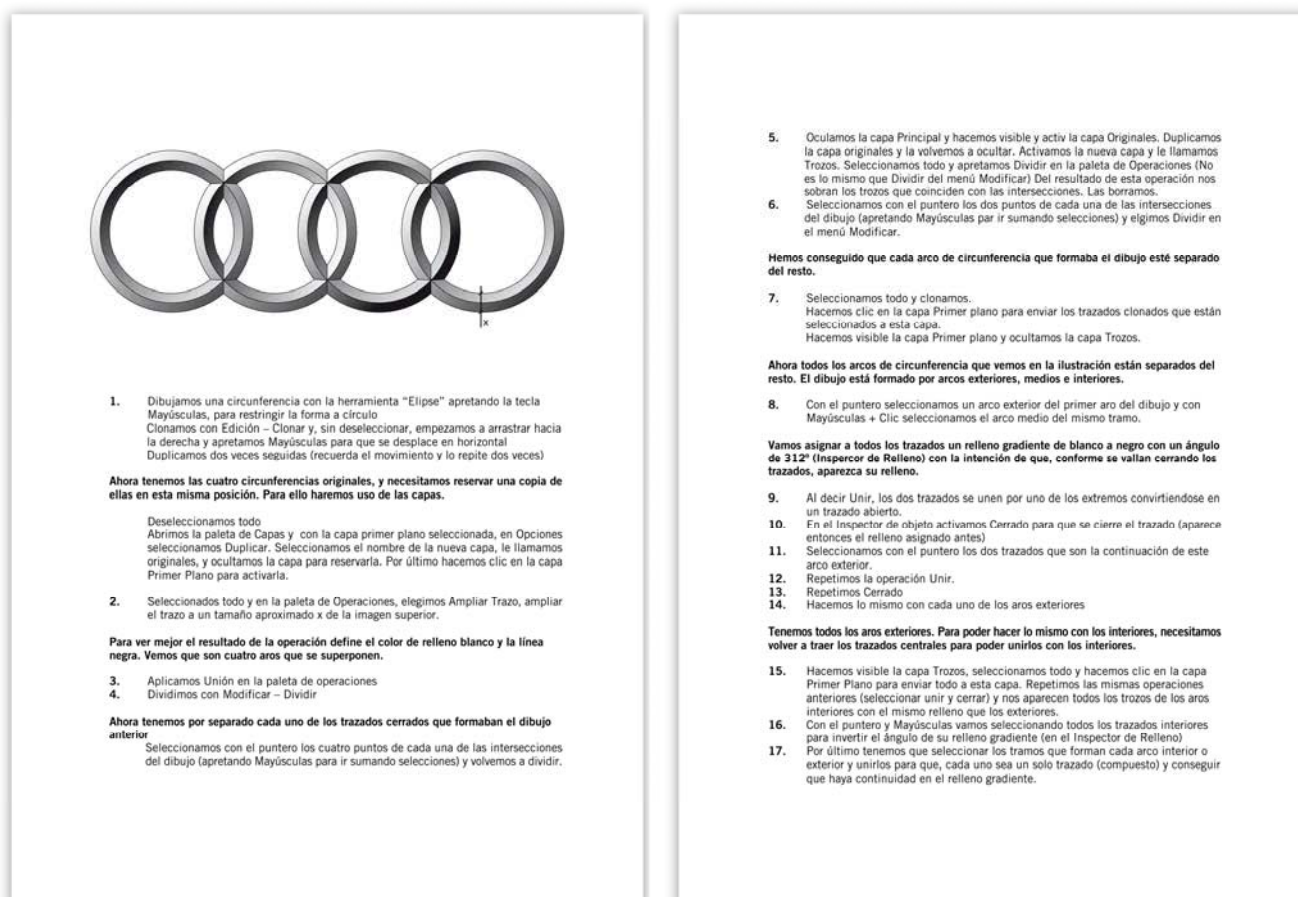 x
1. Dibujamos una circunferencia con la herramienta “Elipse” apretando la tecla
Mayúsculas, para restringir la forma a círculo
Clonamos con Edición – Clonar y, sin deseleccionar, empezamos a arrastrar hacia
la derecha y apretamos Mayúsculas para que se desplace en horizontal
Duplicamos dos veces seguidas (recuerda el movimiento y lo repite dos veces)
Ahora tenemos las cuatro circunferencias originales, y necesitamos reservar una copia de
ellas en esta misma posición. Para ello haremos uso de las capas.
Deseleccionamos todo
Abrimos la paleta de Capas y con la capa primer plano seleccionada, en Opciones
seleccionamos Duplicar. Seleccionamos el nombre de la nueva capa, le llamamos
originales, y ocultamos la capa para reservarla. Por último hacemos clic en la capa
Primer Plano para activarla.
2. Seleccionados todo y en la paleta de Operaciones, elegimos Ampliar Trazo, ampliar
el trazo a un tamaño aproximado x de la imagen superior.
Para ver mejor el resultado de la operación define el color de relleno blanco y la línea
negra. Vemos que son cuatro aros que se superponen.
3. Aplicamos Unión en la paleta de operaciones
4. Dividimos con Modificar – Dividir
Ahora tenemos por separado cada uno de los trazados cerrados que formaban el dibujo
anterior
Seleccionamos con el puntero los cuatro puntos de cada una de las intersecciones
del dibujo (apretando Mayúsculas para ir sumando selecciones) y volvemos a dividir.
5. Oculamos la capa Principal y hacemos visible y activ la capa Originales. Duplicamos
la capa originales y la volvemos a ocultar. Activamos la nueva capa y le llamamos
Trozos. Seleccionamos todo y apretamos Dividir en la paleta de Operaciones (No
es lo mismo que Dividir del menú Modificar) Del resultado de esta operación nos
sobran los trozos que coinciden con las intersecciones. Las borramos.
6. Seleccionamos con el puntero los dos puntos de cada una de las intersecciones
del dibujo (apretando Mayúsculas par ir sumando selecciones) y elgimos Dividir en
el menú Modificar.
Hemos conseguido que cada arco de circunferencia que formaba el dibujo esté separado
del resto.
7. Seleccionamos todo y clonamos.
Hacemos clic en la capa Primer plano para enviar los trazados clonados que están
seleccionados a esta capa.
Hacemos visible la capa Primer plano y ocultamos la capa Trozos.
Ahora todos los arcos de circunferencia que vemos en la ilustración están separados del
resto. El dibujo está formado por arcos exteriores, medios e interiores.
8. Con el puntero seleccionamos un arco exterior del primer aro del dibujo y con
Mayúsculas + Clic seleccionamos el arco medio del mismo tramo.
Vamos asignar a todos los trazados un relleno gradiente de blanco a negro con un ángulo
de 312º (Inspercor de Relleno) con la intención de que, conforme se vallan cerrando los
trazados, aparezca su relleno.
9. Al decir Unir, los dos trazados se unen por uno de los extremos convirtiendose en
un trazado abierto.
10. En el Inspector de objeto activamos Cerrado para que se cierre el trazado (aparece
entonces el relleno asignado antes)
11. Seleccionamos con el puntero los dos trazados que son la continuación de este
arco exterior.
12. Repetimos la operación Unir.
13. Repetimos Cerrado
14. Hacemos lo mismo con cada uno de los aros exteriores
Tenemos todos los aros exteriores. Para poder hacer lo mismo con los interiores, necesitamos
volver a traer los trazados centrales para poder unirlos con los interiores.
15. Hacemos visible la capa Trozos, seleccionamos todo y hacemos clic en la capa
Primer Plano para enviar todo a esta capa. Repetimos las mismas operaciones
anteriores (seleccionar unir y cerrar) y nos aparecen todos los trozos de los aros
interiores con el mismo relleno que los exteriores.
16. Con el puntero y Mayúsculas vamos seleccionando todos los trazados interiores
para invertir el ángulo de su relleno gradiente (en el Inspector de Relleno)
17. Por último tenemos que seleccionar los tramos que forman cada arco interior o
exterior y unirlos para que, cada uno sea un solo trazado (compuesto) y conseguir
que haya continuidad en el relleno gradiente.